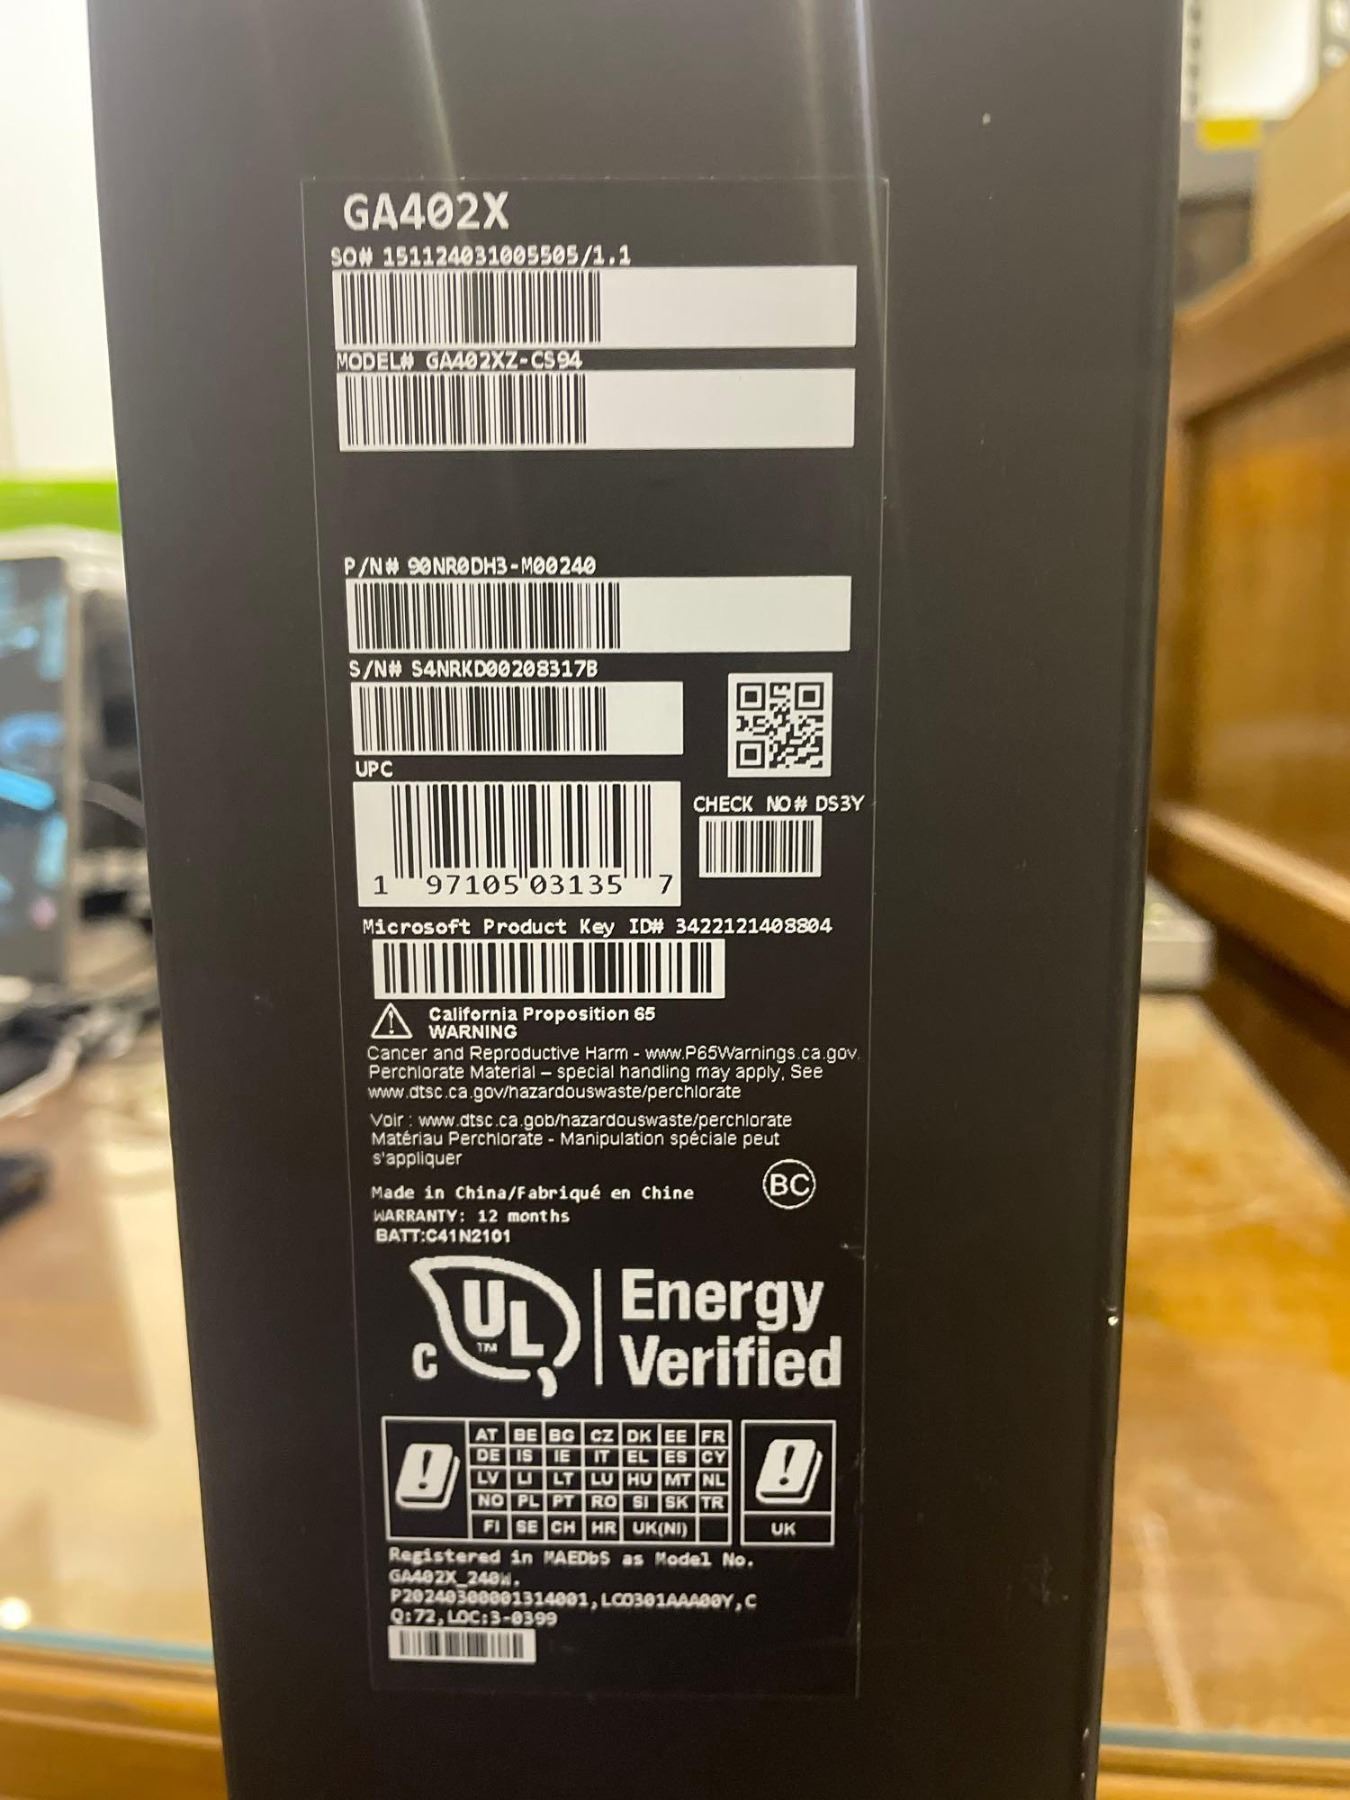 GA402X
SO# 151124031005505/1.1
MODEL# GA402XZ-CS94
P/N# 90NR0DH3-M00240
S/N# S4NRKD00208317B
UPC
CHECK NO# DS3Y
1 97105 03135 7
Microsoft Product Key ID# 3422121408804
California Proposition 65
WARNING
Cancer and Reproductive Harm - www.P65Warnings.ca.gov.
Perchlorate Material – special handling may apply, See
www.dtsc.ca.gov/hazardouswaste/perchlorate
Voir : www.dtsc.ca.gob/hazardouswaste/perchlorate
Matériau Perchlorate - Manipulation spéciale peut
s'appliquer
BC
Made in China/Fabriqué en Chine
WARRANTY: 12 months
BATT:C41N2101
C UL TM Energy
Verified
AT BE BG CZ DK EE FR
DE IS IE IT EL ES CY
LV LI LT LU HU MT NL
NO PL PT RO SI SK TR
FI SE CH HR UK(NI)
UK
Registered in MAEDbS as Model No.
GA402X_240W.
P20240300001314001,LCO301AAA00Y,C
Q:72,LOC:3-0399